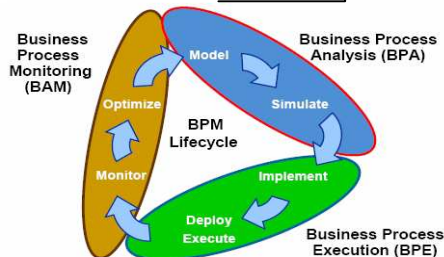 Business
Process
Monitoring
(BAM)
Model
Business Process
Analysis (BPA)
Optimize
Simulate
BPM
Lifecycle
Monitor
Implement
Deploy
Execute
Business Process
Execution (BPE)